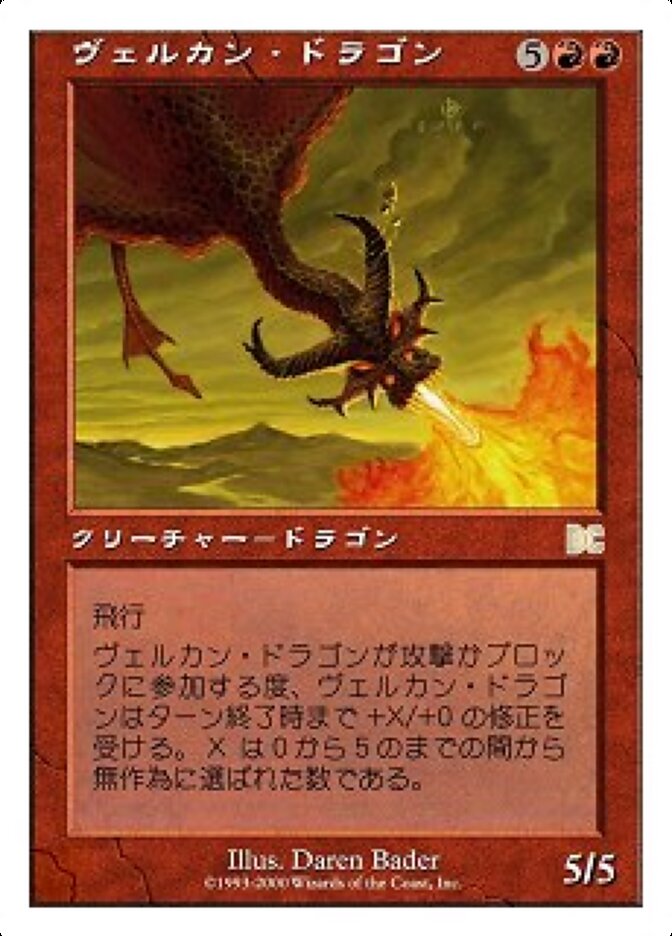 ヴェルカン・ドラゴン
5
クリーチャー－ドラゴン
DC
飛行
ヴェルカン・ドラゴンが攻撃かブロッ
クに参加する度、ヴェルカン・ドラゴ
ンはターン終了時まで +X/+0 の修正を
受ける。 X は0から5のまでの間から
無作為に選ばれた数である。
Illus. Daren Bader
©1993-2000 Wizards of the Coast, Inc.
5/5